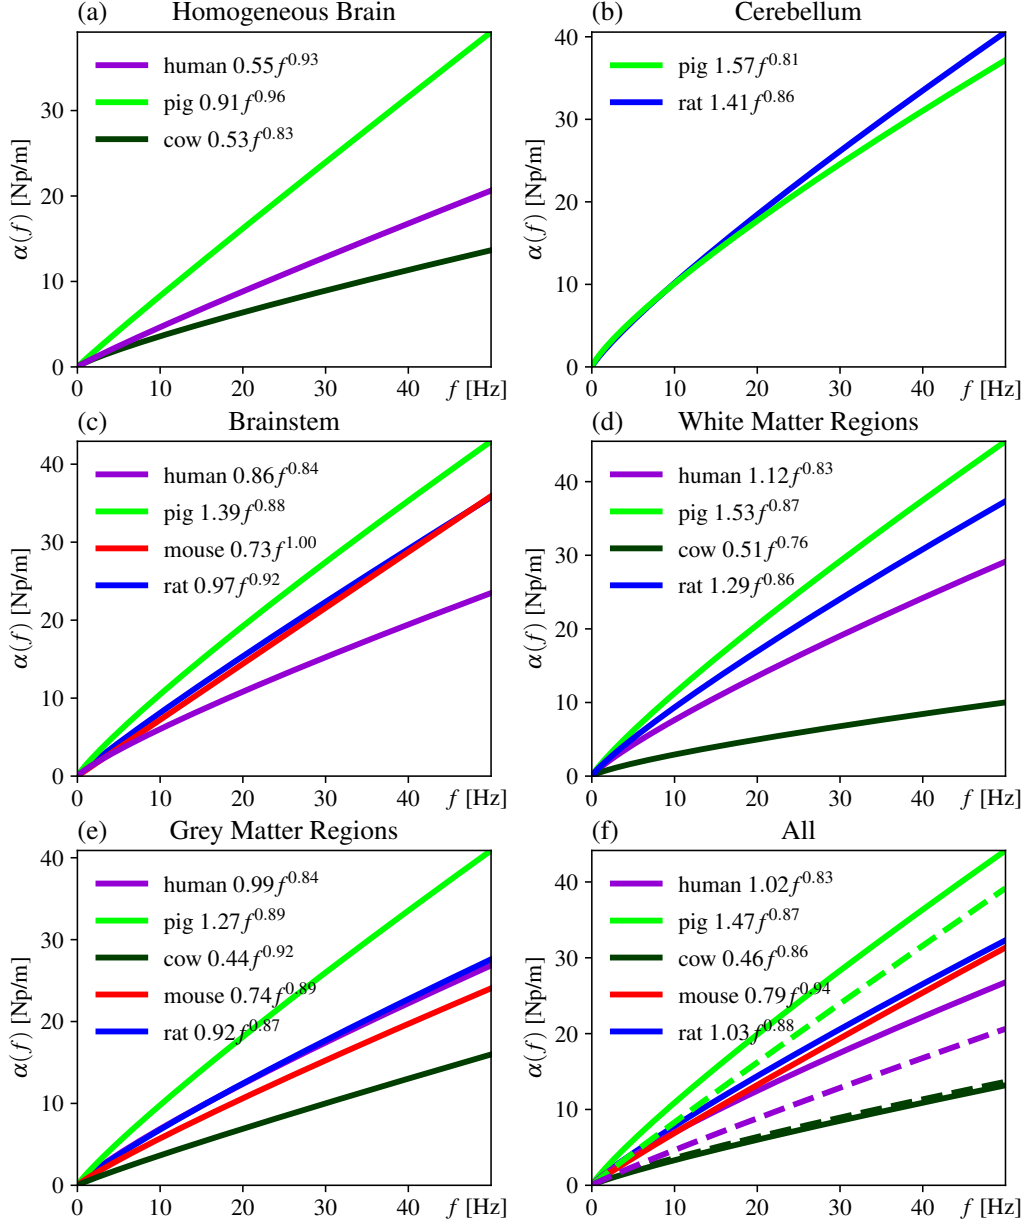 (a) Homogeneous Brain
human 0.55f^0.93
pig 0.91f^0.96
cow 0.53f^0.83
α(f) [Np/m]
30
20
10
0
0 10 20 30 40 f [Hz]
(b) Cerebellum
pig 1.57f^0.81
rat 1.41f^0.86
α(f) [Np/m]
40
30
20
10
0
0 10 20 30 40 f [Hz]
(c) Brainstem
human 0.86f^0.84
pig 1.39f^0.88
mouse 0.73f^1.00
rat 0.97f^0.92
α(f) [Np/m]
40
30
20
10
0
0 10 20 30 40 f [Hz]
(d) White Matter Regions
human 1.12f^0.83
pig 1.53f^0.87
cow 0.51f^0.76
rat 1.29f^0.86
α(f) [Np/m]
40
30
20
10
0
0 10 20 30 40 f [Hz]
(e) Grey Matter Regions
human 0.99f^0.84
pig 1.27f^0.89
cow 0.44f^0.92
mouse 0.74f^0.89
rat 0.92f^0.87
α(f) [Np/m]
40
30
20
10
0
0 10 20 30 40 f [Hz]
(f) All
human 1.02f^0.83
pig 1.47f^0.87
cow 0.46f^0.86
mouse 0.79f^0.94
rat 1.03f^0.88
α(f) [Np/m]
40
30
20
10
0
0 10 20 30 40 f [Hz]